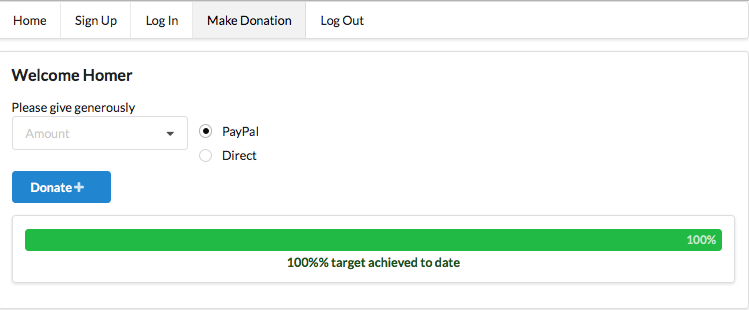 Home Sign Up Log In Make Donation Log Out
Welcome Homer
Please give generously
Amount
PayPal
Direct
Donate+
100%
100%% target achieved to date